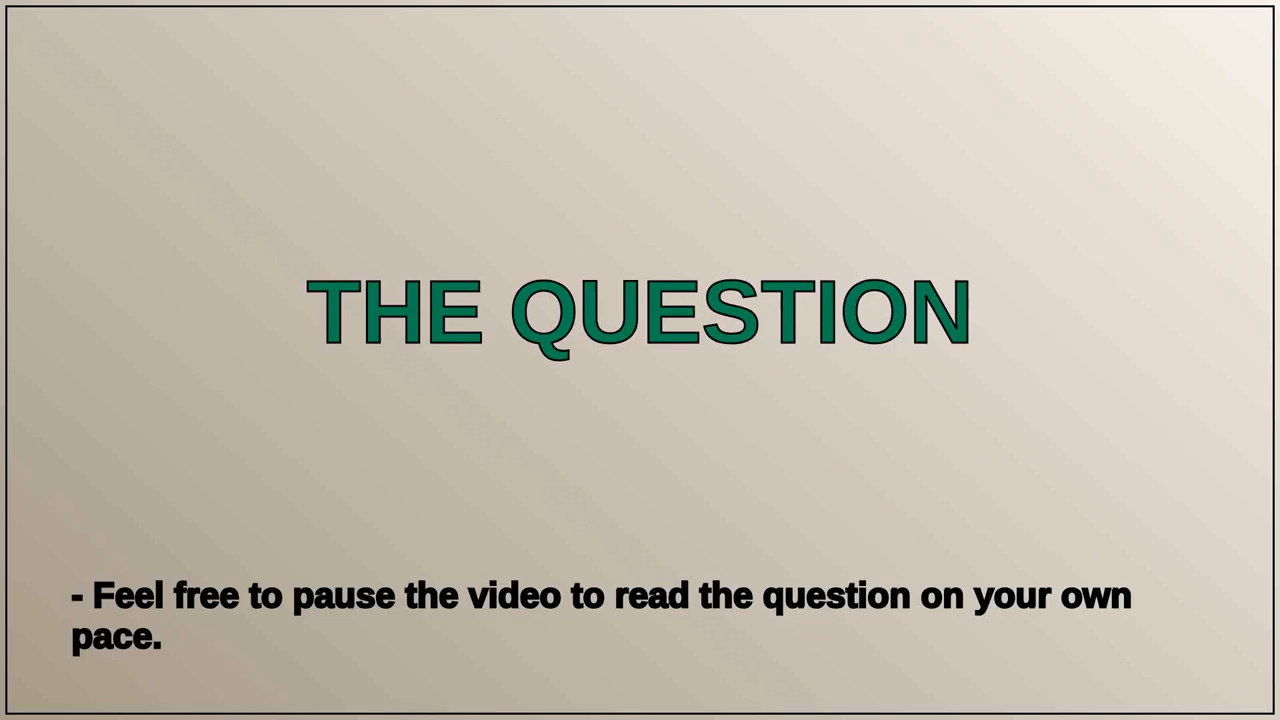 THE QUESTION
- Feel free to pause the video to read the question on your own
pace.